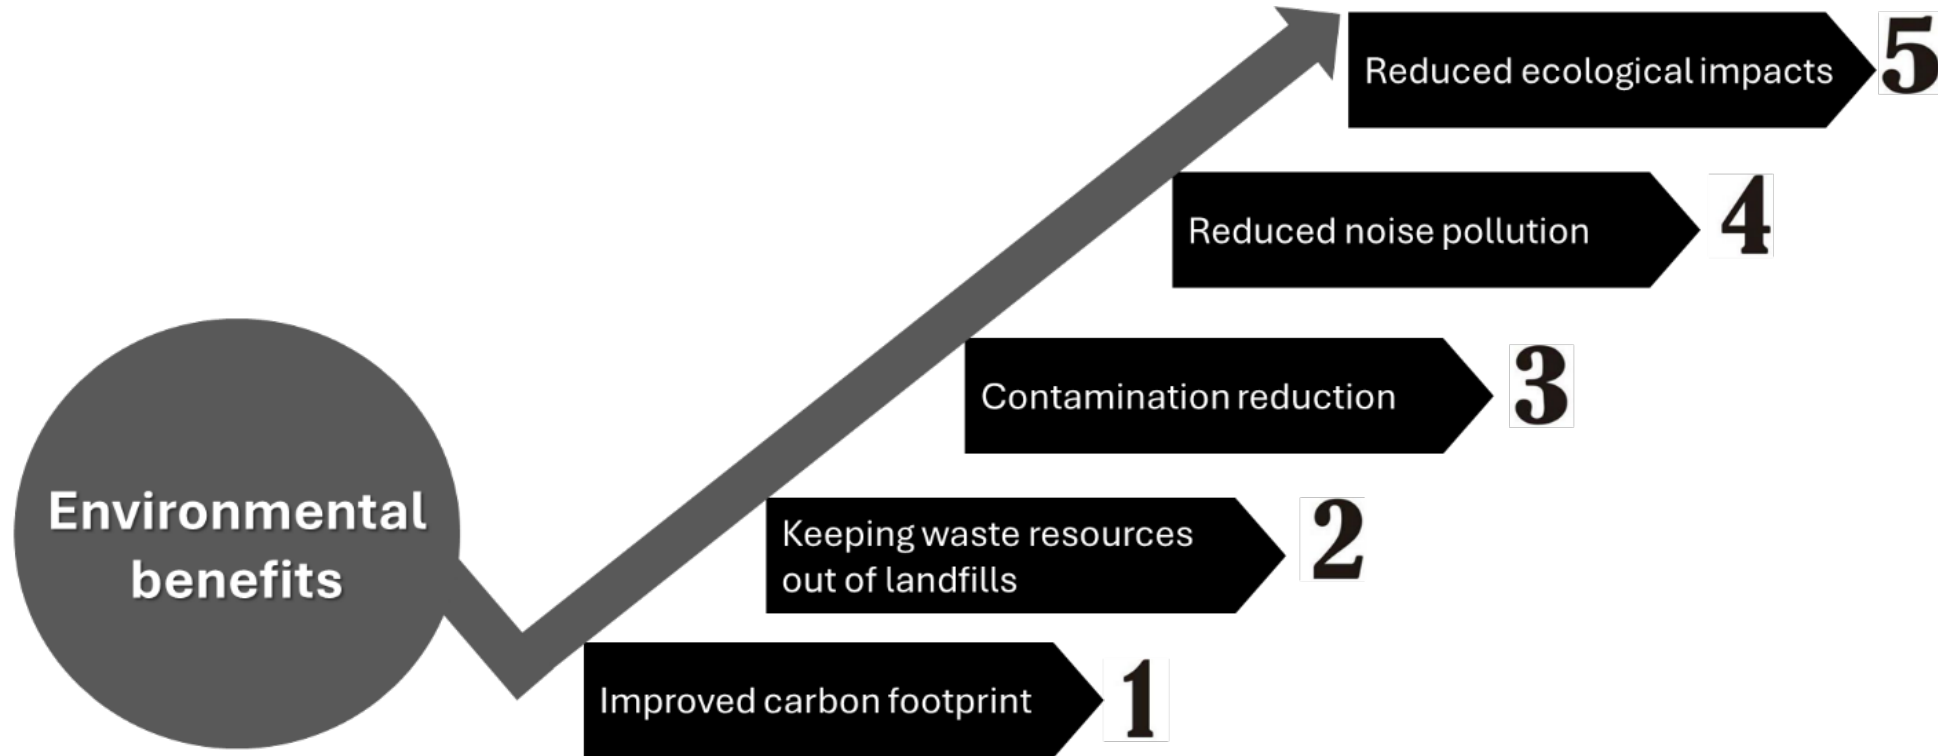 Environmental
benefits
Reduced ecological impacts
5
Reduced noise pollution
4
Contamination reduction
3
Keeping waste resources
out of landfills
2
Improved carbon footprint
1